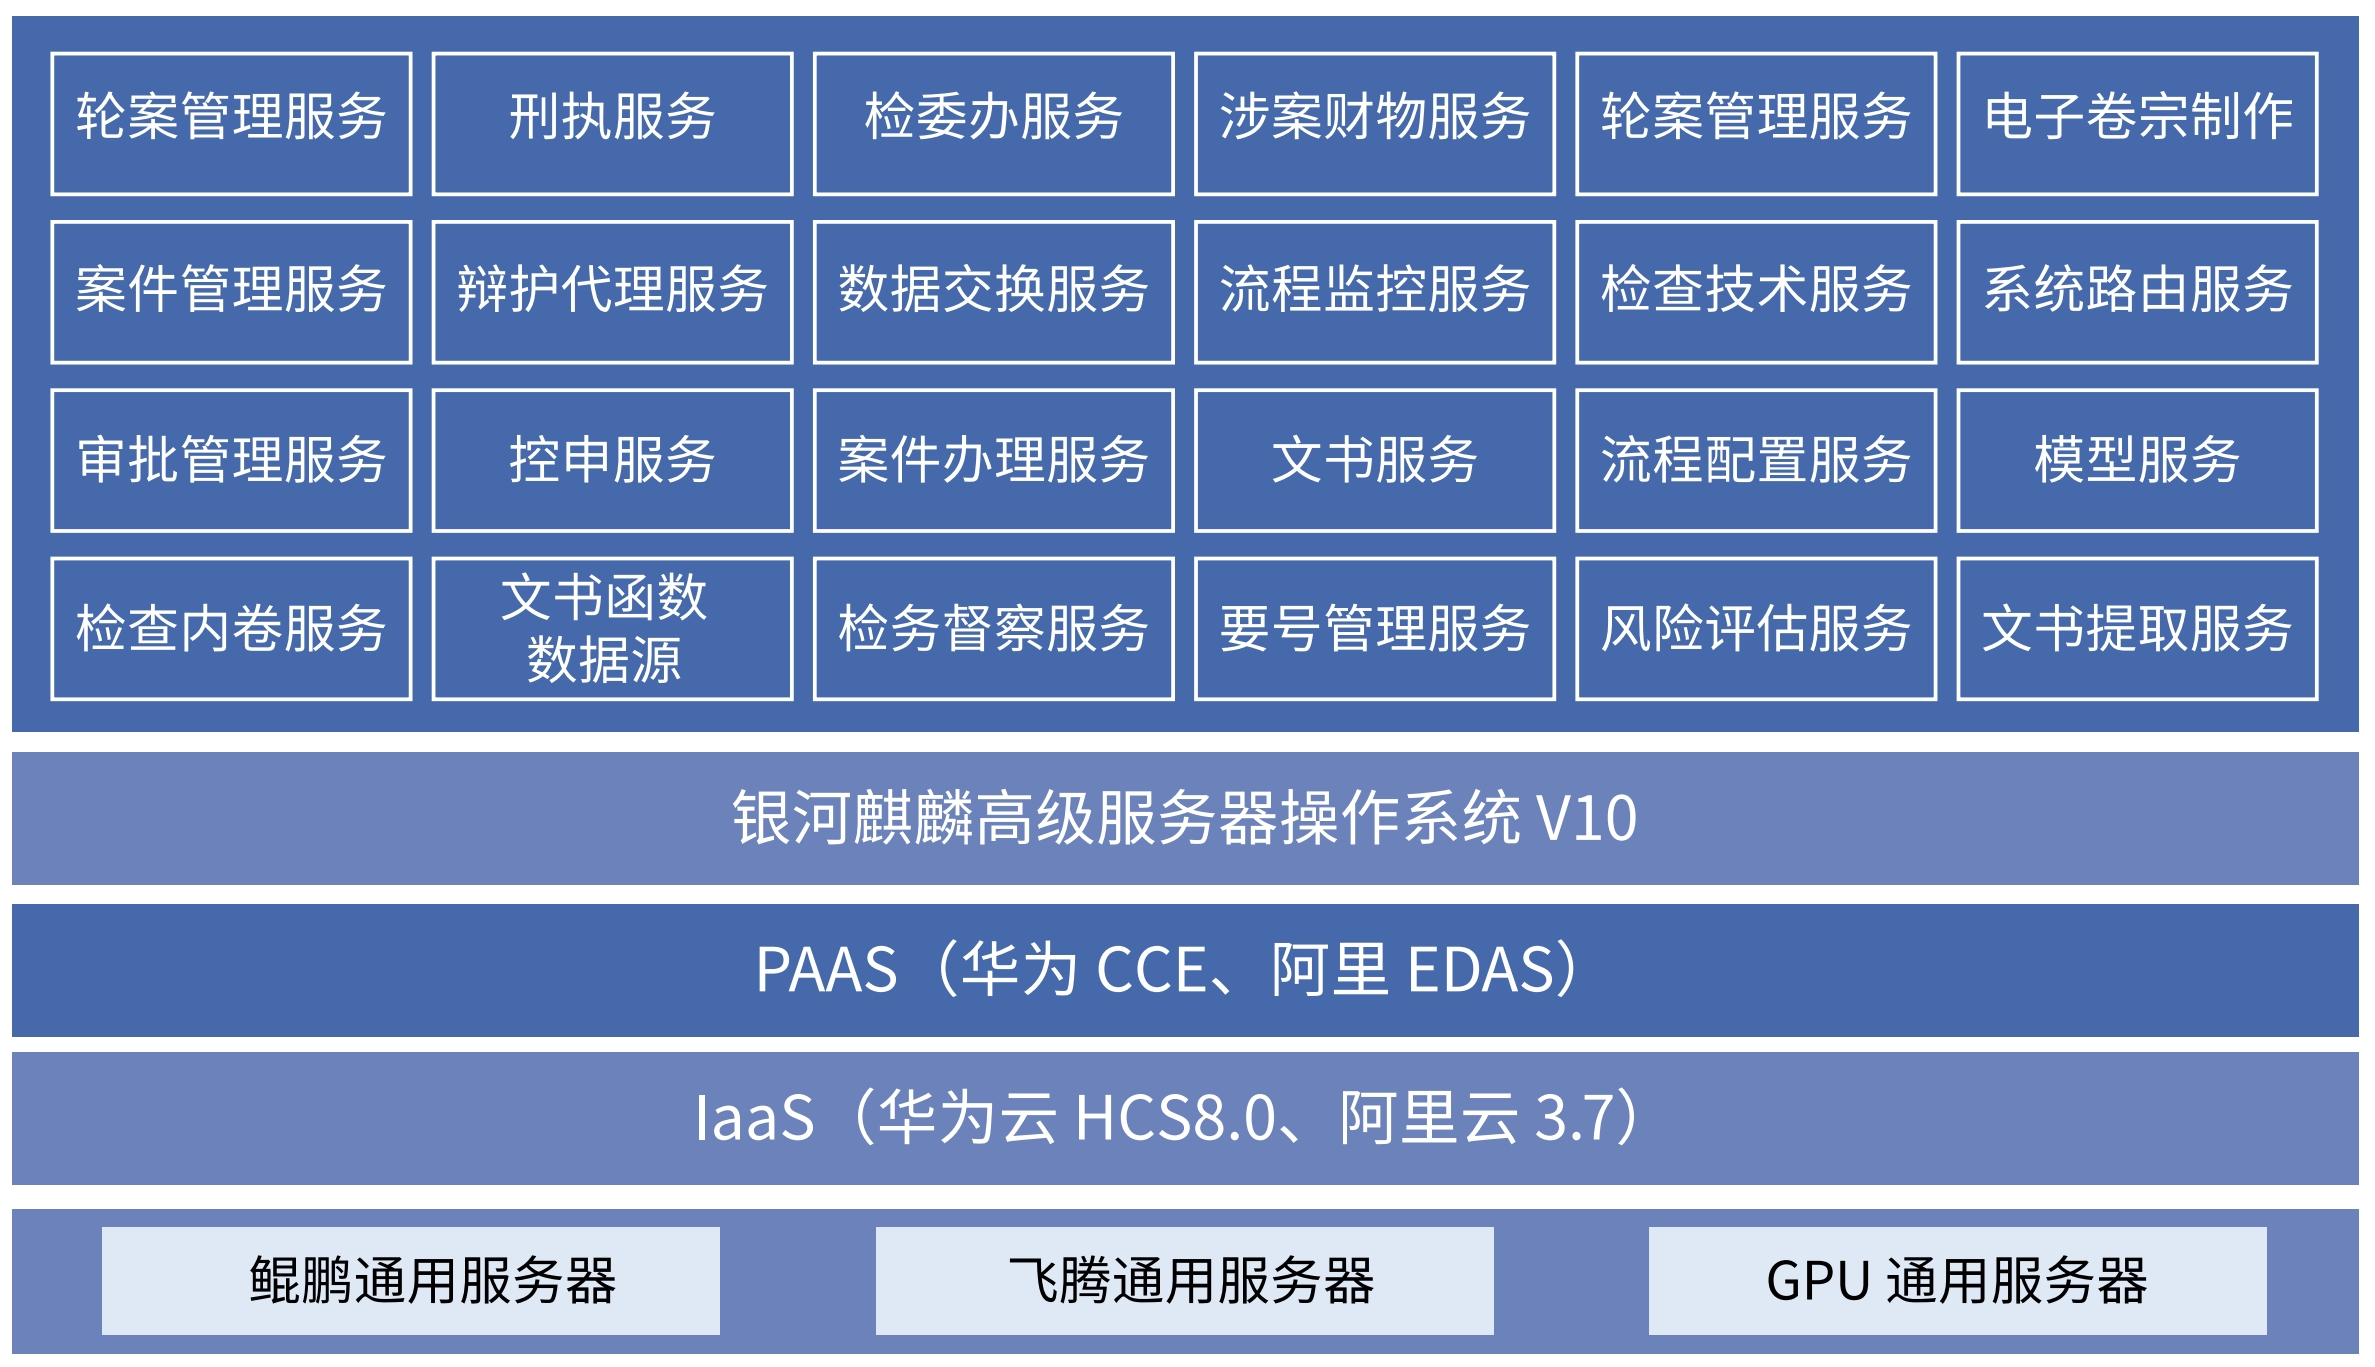 轮案管理服务
刑执服务
检委办服务
涉案财物服务
轮案管理服务
电子卷宗制作
案件管理服务
辩护代理服务
数据交换服务
流程监控服务
检查技术服务
系统路由服务
审批管理服务
控申服务
案件办理服务
文书服务
流程配置服务
模型服务
检查内卷服务
文书函数
数据源
检务督察服务
要号管理服务
风险评估服务
文书提取服务
银河麒麟高级服务器操作系统 V10
PAAS（华为 CCE、阿里 EDAS）
IaaS（华为云 HCS8.0、阿里云 3.7）
鲲鹏通用服务器
飞腾通用服务器
GPU 通用服务器